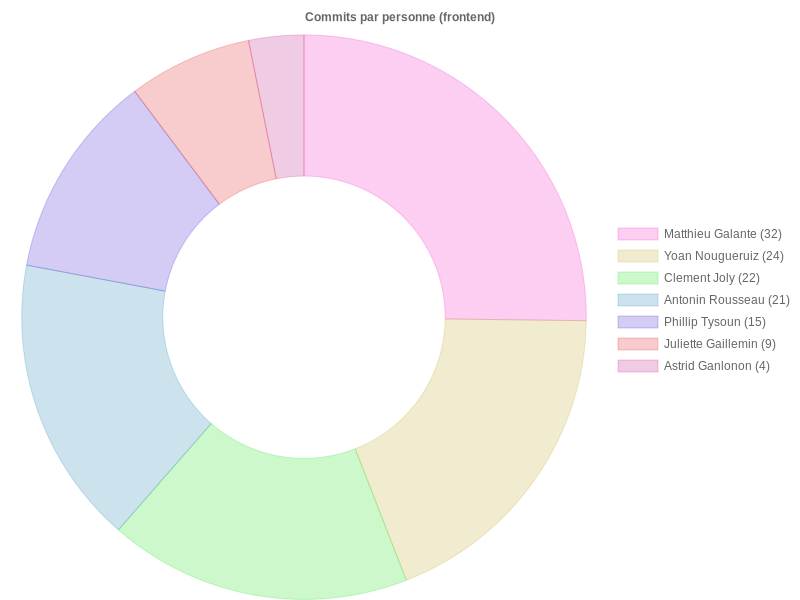 Commits par personne (frontend)
Matthieu Galante (32)
Yoan Nougueruiz (24)
Clement Joly (22)
Antonin Rousseau (21)
Phillip Tysoun (15)
Juliette Gaillemin (9)
Astrid Ganlonon (4)